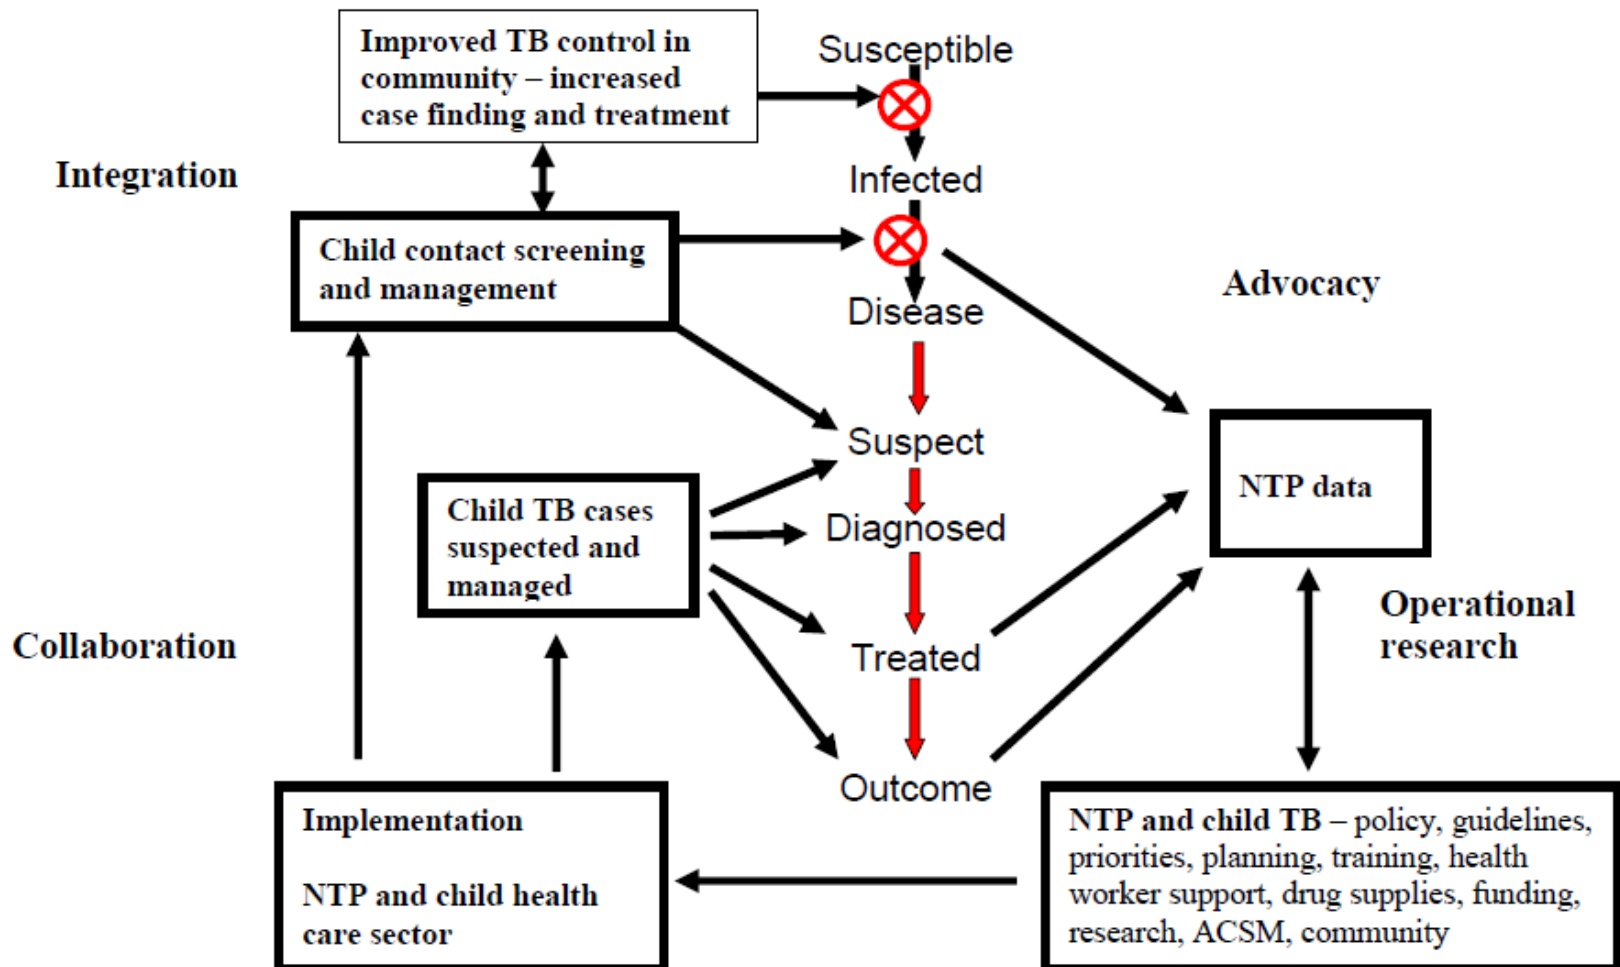 Improved TB control in
community – increased
case finding and treatment
Susceptible
Integration
Infected
Child contact screening
and management
Advocacy
Disease
Suspect
Child TB cases
suspected and
managed
Diagnosed
NTP data
Collaboration
Treated
Operational
research
Outcome
Implementation
NTP and child health
care sector
NTP and child TB – policy, guidelines,
priorities, planning, training, health
worker support, drug supplies, funding,
research, ACSM, community